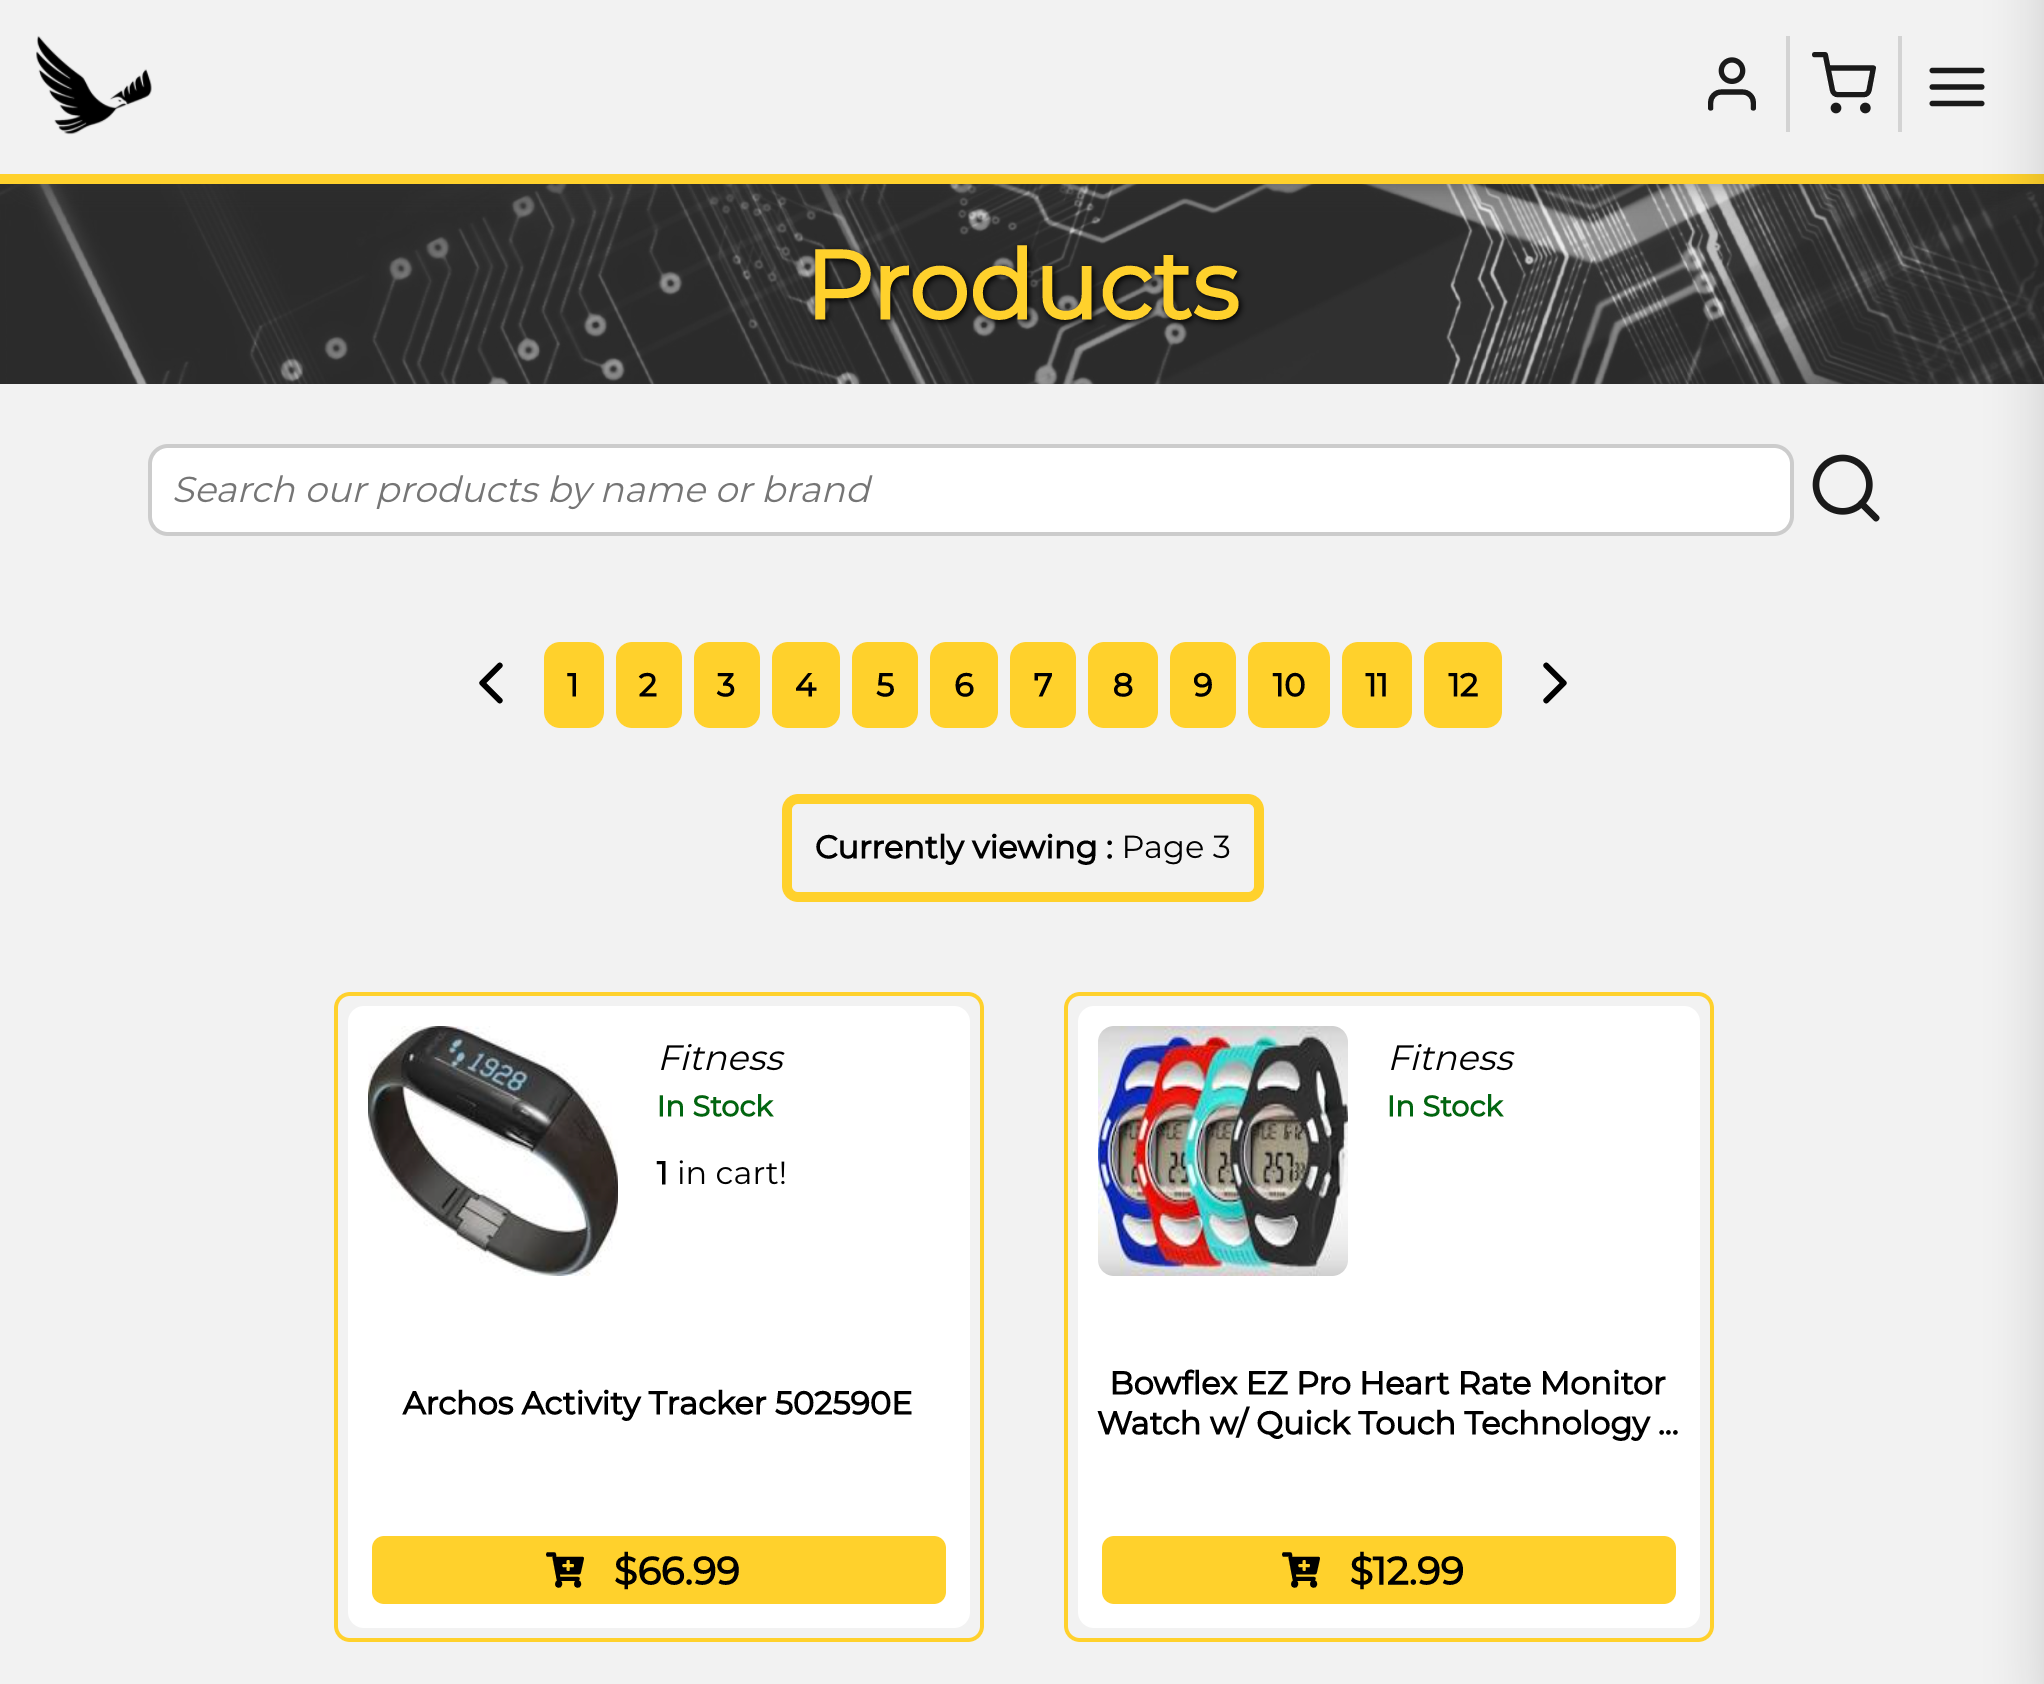 Products
Search our products by name or brand
1 2 3 4 5 6 7 8 9 10 11 12
Currently viewing : Page 3
1928
Fitness
In Stock
1 in cart!
Archos Activity Tracker 502590E
$66.99
Fitness
In Stock
2:57
Bowflex EZ Pro Heart Rate Monitor
Watch w/ Quick Touch Technology ...
$12.99